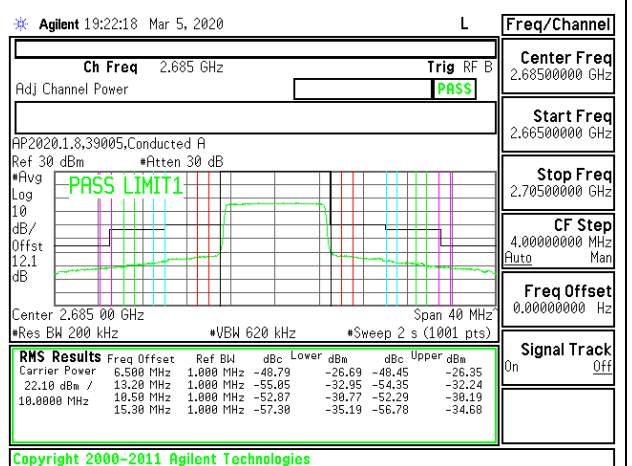 Agilent 19:22:18 Mar 5, 2020 L
Freq/Channel
Ch Freq 2.685 GHz Trig RF B
Adj Channel Power PASS
Center Freq
2.68500000 GHz
Start Freq
2.66500000 GHz
Stop Freq
2.70500000 GHz
CF Step
4.00000000 MHz
Auto Man
Freq Offset
0.00000000 Hz
Signal Track
On Off
AP2020.1.8,39005,Conducted A
Ref 30 dBm #Atten 30 dB
#Avg
Log
10
dB/
Offst
12.1
dB
PASS LIMIT1
Center 2.685 00 GHz Span 40 MHz^
#Res BW 200 kHz #VBW 620 kHz #Sweep 2 s (1001 pts)
RMS Results Freq Offset Ref BW dBc Lower dBm dBc Upper dBm
Carrier Power 6.500 MHz 1.000 MHz -48.79 -26.69 -48.45 -26.35
22.10 dBm / 13.20 MHz 1.000 MHz -55.05 -32.95 -54.35 -32.24
10.0000 MHz 10.50 MHz 1.000 MHz -52.87 -30.77 -52.29 -30.19
15.30 MHz 1.000 MHz -57.30 -35.19 -56.78 -34.68
Copyright 2000-2011 Agilent Technologies